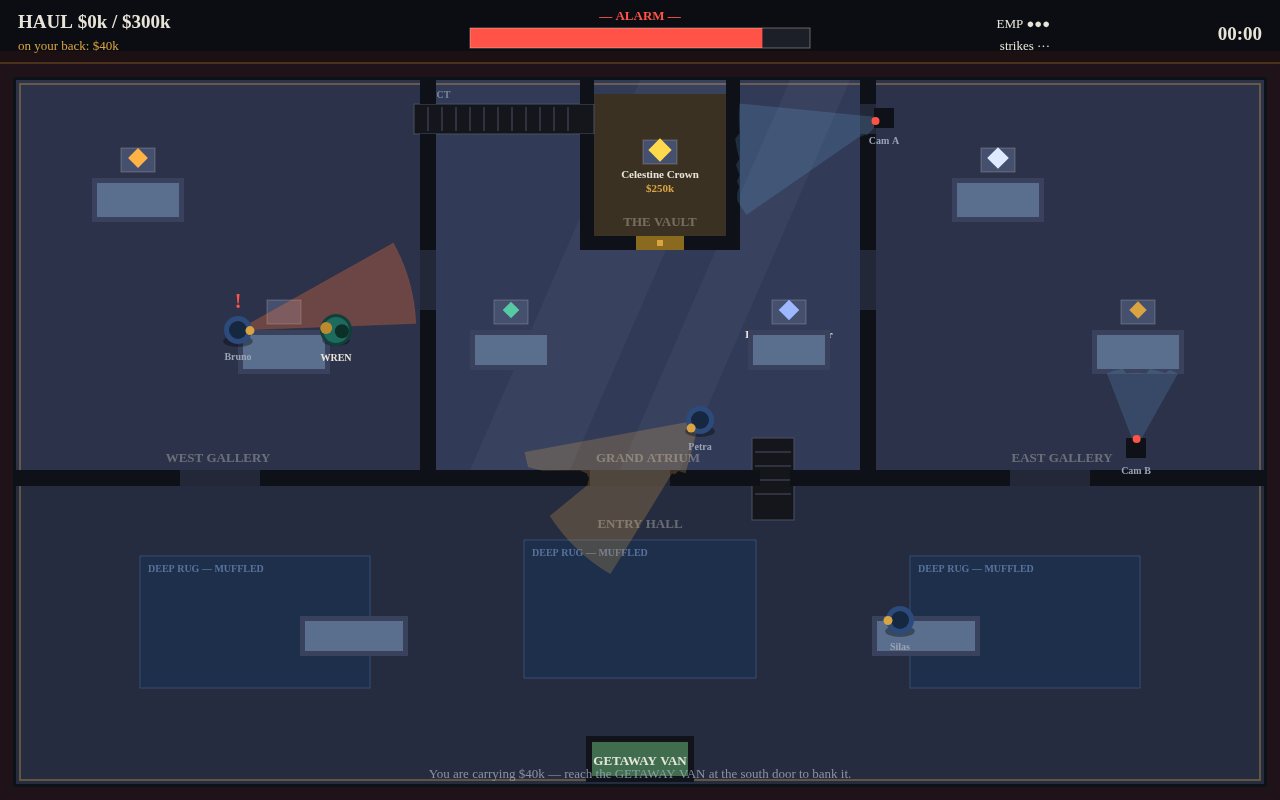 HAUL $0k / $300k
on your back: $40k
— ALARM —
EMP ●●●
strikes ···
00:00
CT
Cam A
Celestine Crown
$250k
THE VAULT
!
Bruno
WREN
Petra
WEST GALLERY
GRAND ATRIUM
EAST GALLERY
Cam B
ENTRY HALL
DEEP RUG — MUFFLED
DEEP RUG — MUFFLED
DEEP RUG — MUFFLED
Silas
GETAWAY VAN
You are carrying $40k — reach the GETAWAY VAN at the south door to bank it.